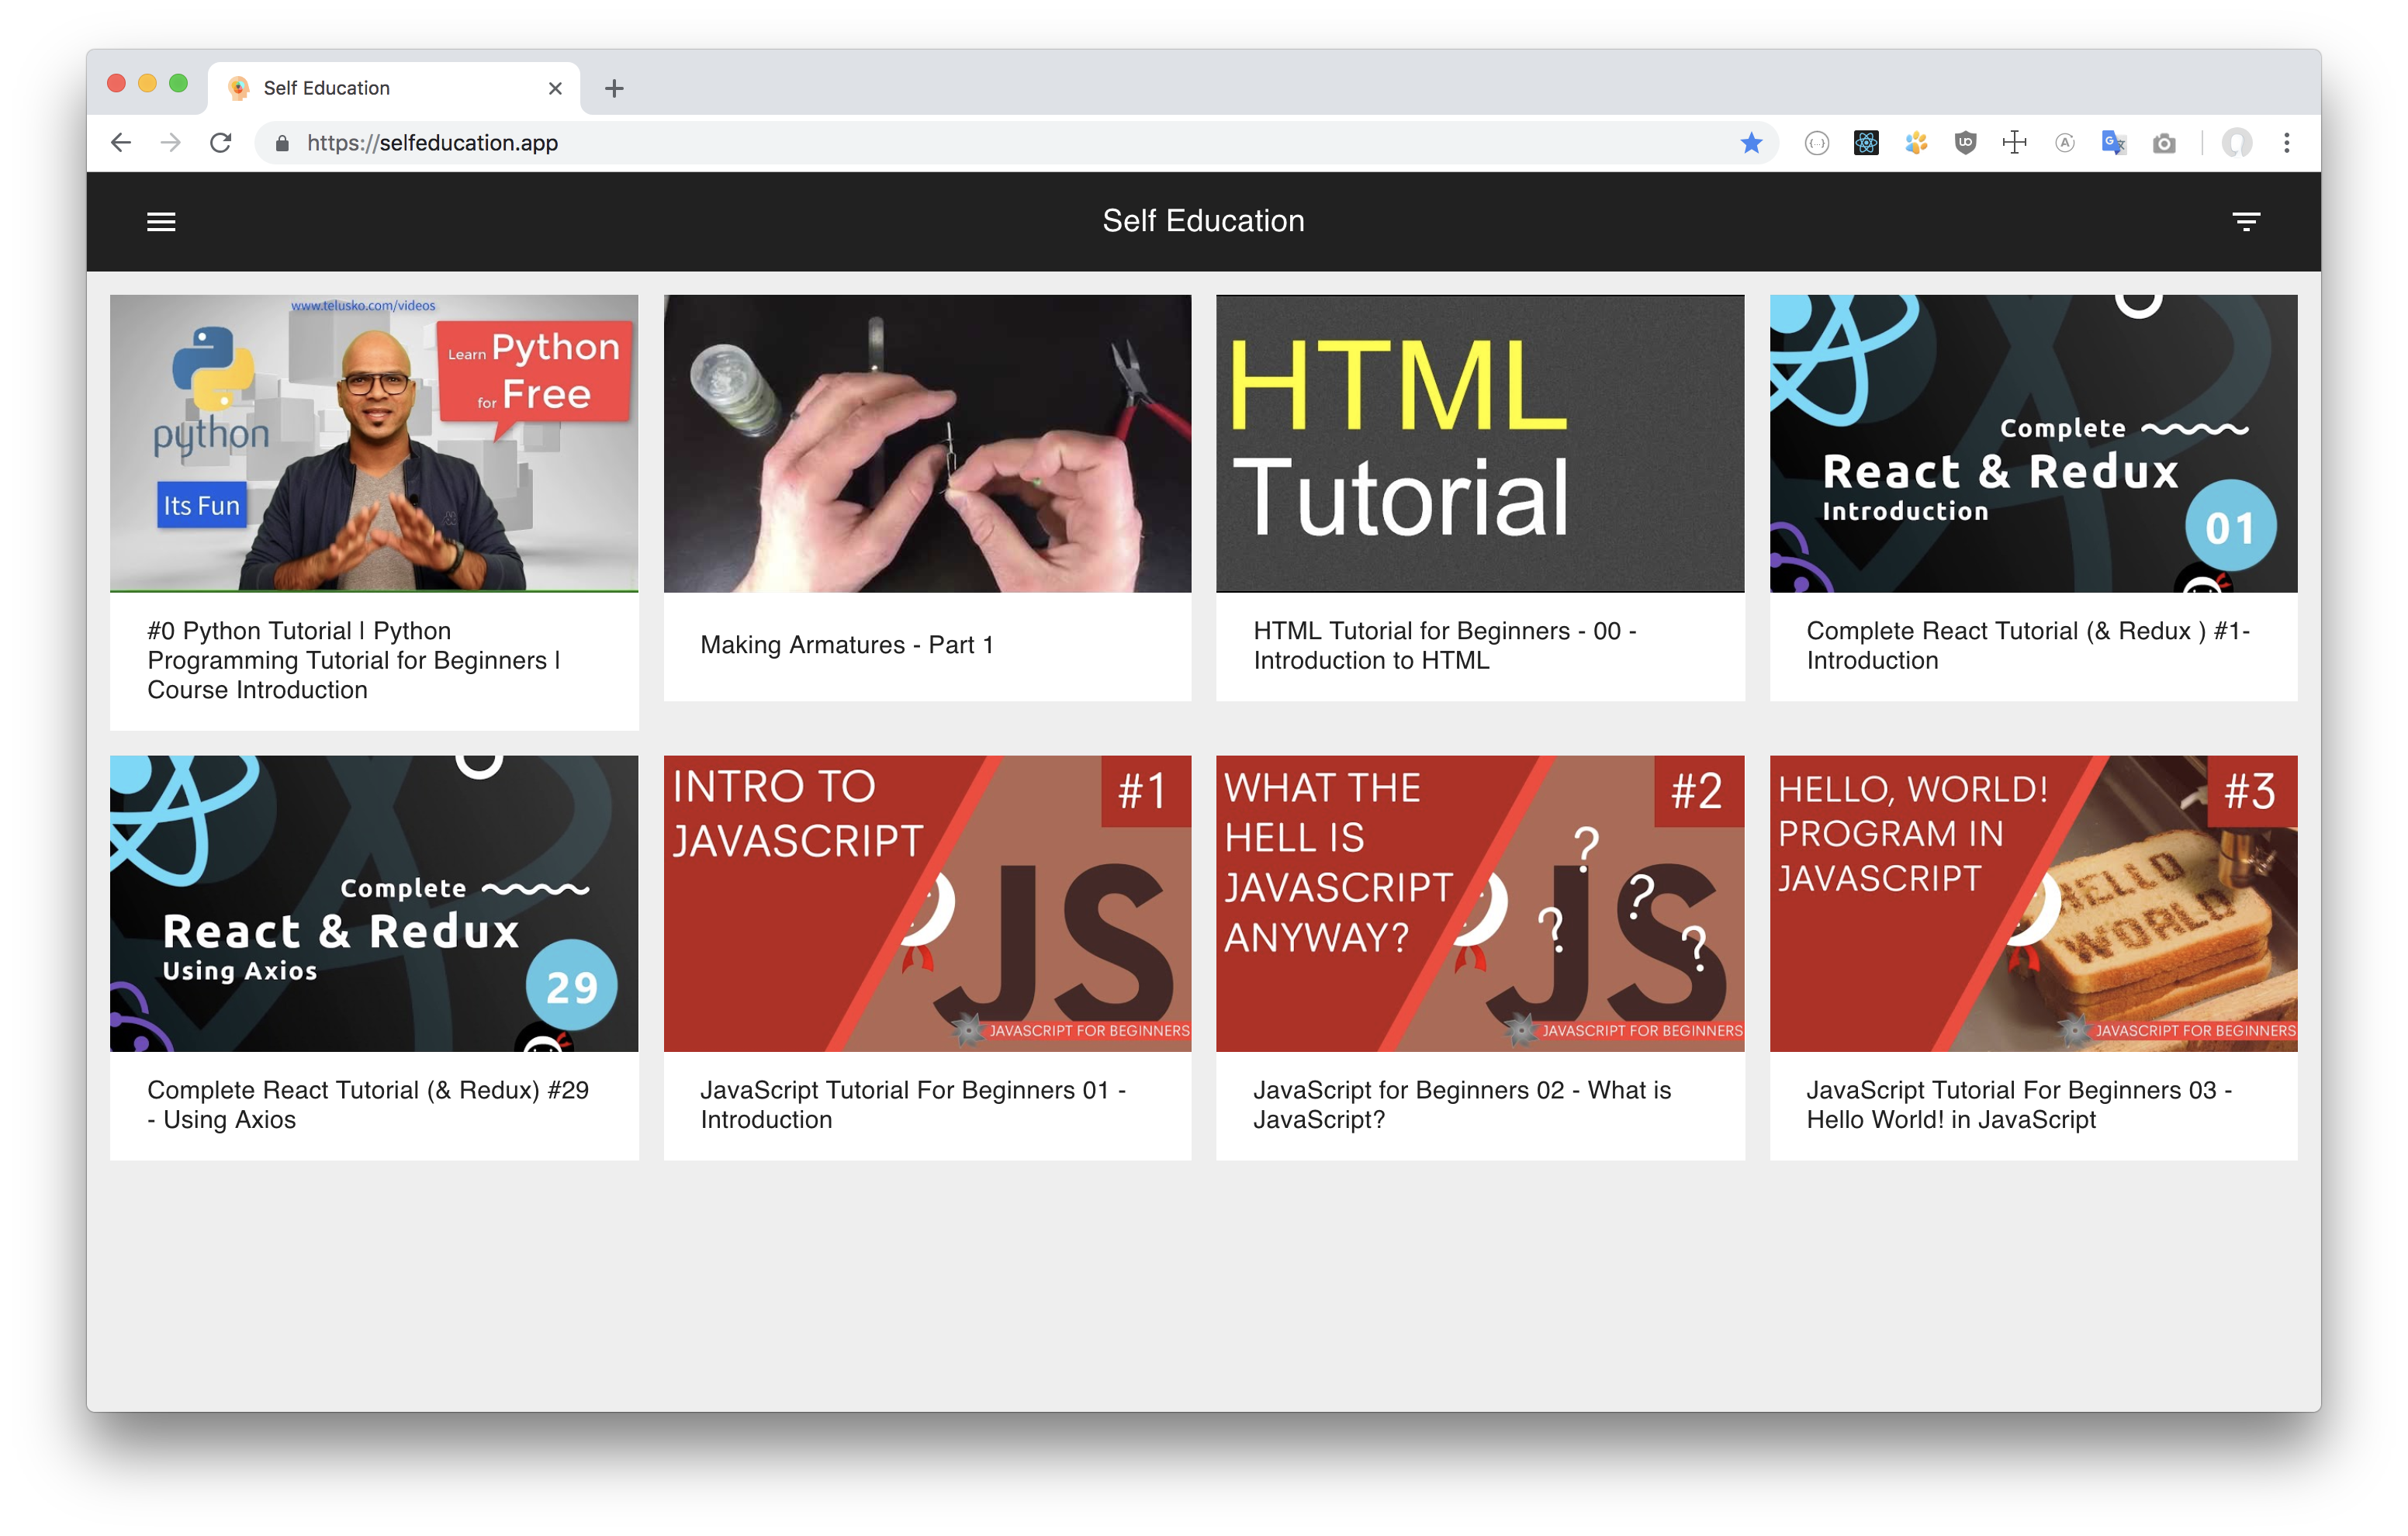 Self Education
https://selfeducation.app
Self Education
www.telusko.com/videos
Learn Python
for Free
python
Its Fun
#0 Python Tutorial | Python
Programming Tutorial for Beginners |
Course Introduction
Making Armatures - Part 1
HTML
Tutorial
HTML Tutorial for Beginners - 00 -
Introduction to HTML
Complete
React & Redux
Introduction
01
Complete React Tutorial (& Redux ) #1-
Introduction
Complete
React & Redux
Using Axios
29
Complete React Tutorial (& Redux) #29
- Using Axios
INTRO TO
JAVASCRIPT
#1
JS
JAVASCRIPT FOR BEGINNERS
JavaScript Tutorial For Beginners 01 -
Introduction
WHAT THE
HELL IS
JAVASCRIPT
ANYWAY?
#2
? ? ? ?
JS
JAVASCRIPT FOR BEGINNERS
JavaScript for Beginners 02 - What is
JavaScript?
HELLO, WORLD!
PROGRAM IN
JAVASCRIPT
#3
HELLO
WORLD
JAVASCRIPT FOR BEGINNERS
JavaScript Tutorial For Beginners 03 -
Hello World! in JavaScript